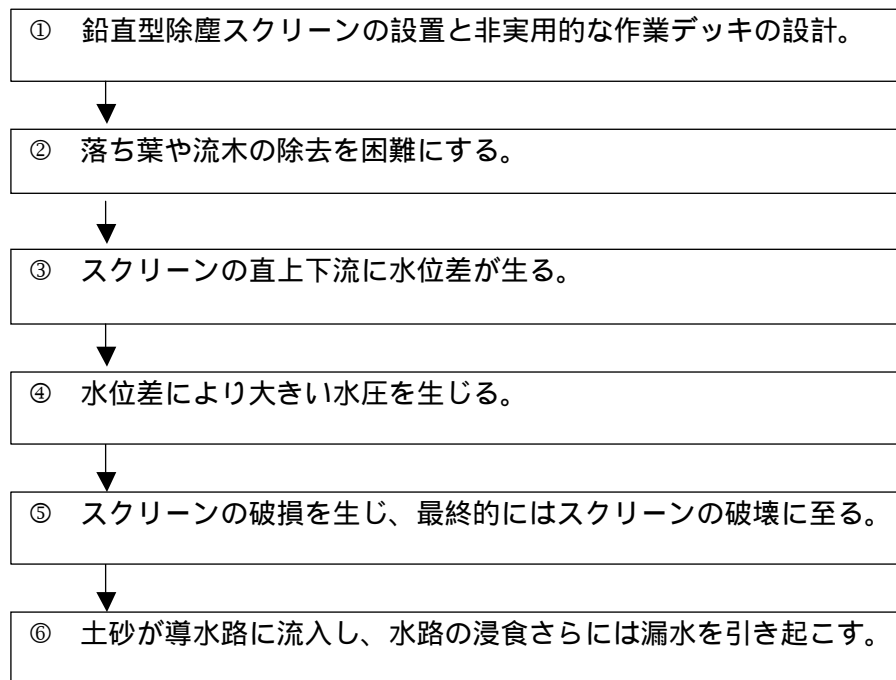 ① 鉛直型除塵スクリーンの設置と非実用的な作業デッキの設計。
② 落ち葉や流木の除去を困難にする。
③ スクリーンの直上下流に水位差が生る。
④ 水位差により大きい水圧を生じる。
⑤ スクリーンの破損を生じ、最終的にはスクリーンの破壊に至る。
⑥ 土砂が導水路に流入し、水路の浸食さらには漏水を引き起こす。